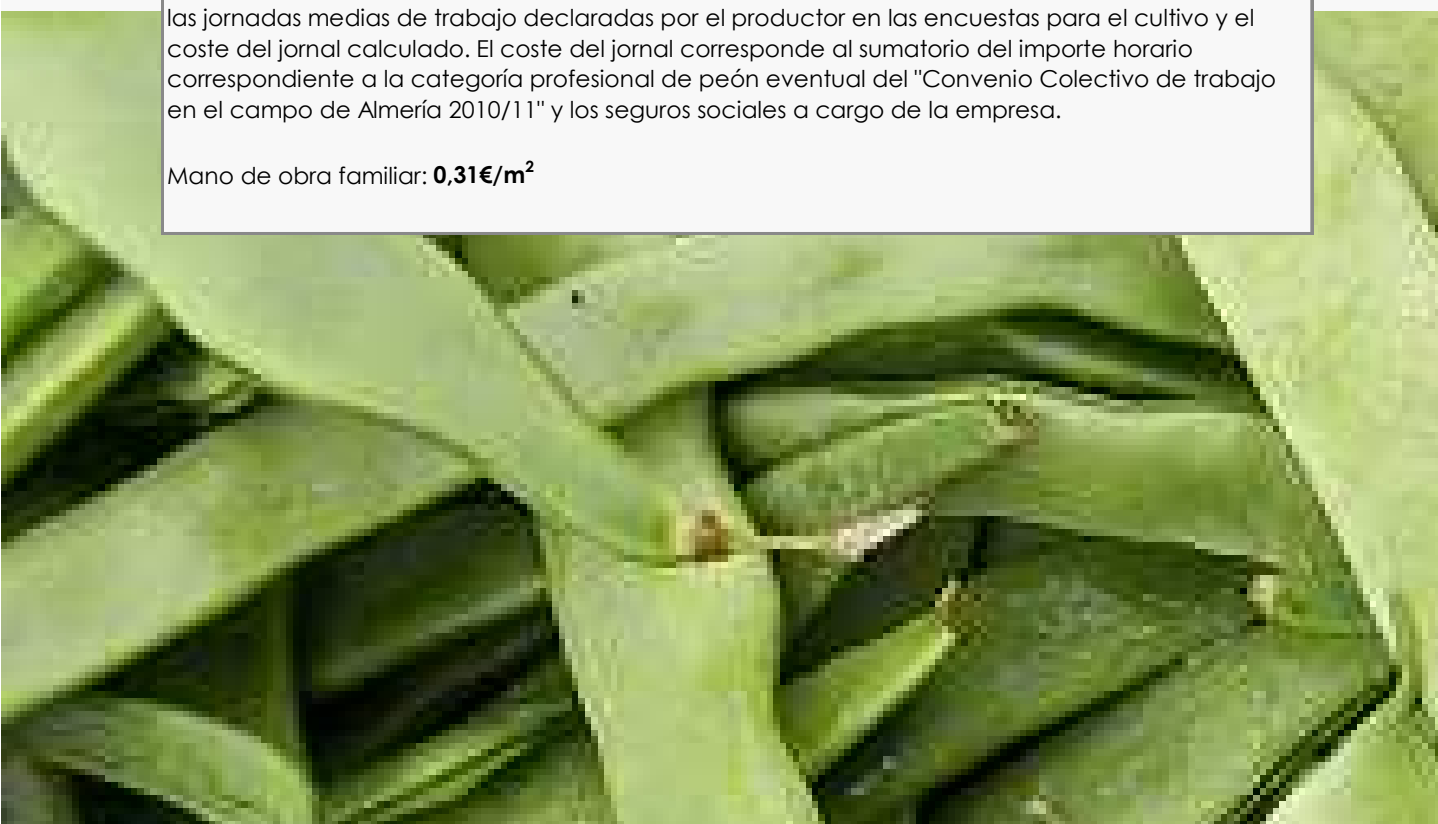 las jornadas medias de trabajo declaradas por el productor en las encuestas para el cultivo y el
coste del jornal calculado. El coste del jornal corresponde al sumatorio del importe horario
correspondiente a la categoría profesional de peón eventual del "Convenio Colectivo de trabajo
en el campo de Almería 2010/11" y los seguros sociales a cargo de la empresa.
Mano de obra familiar: 0,31€/m²